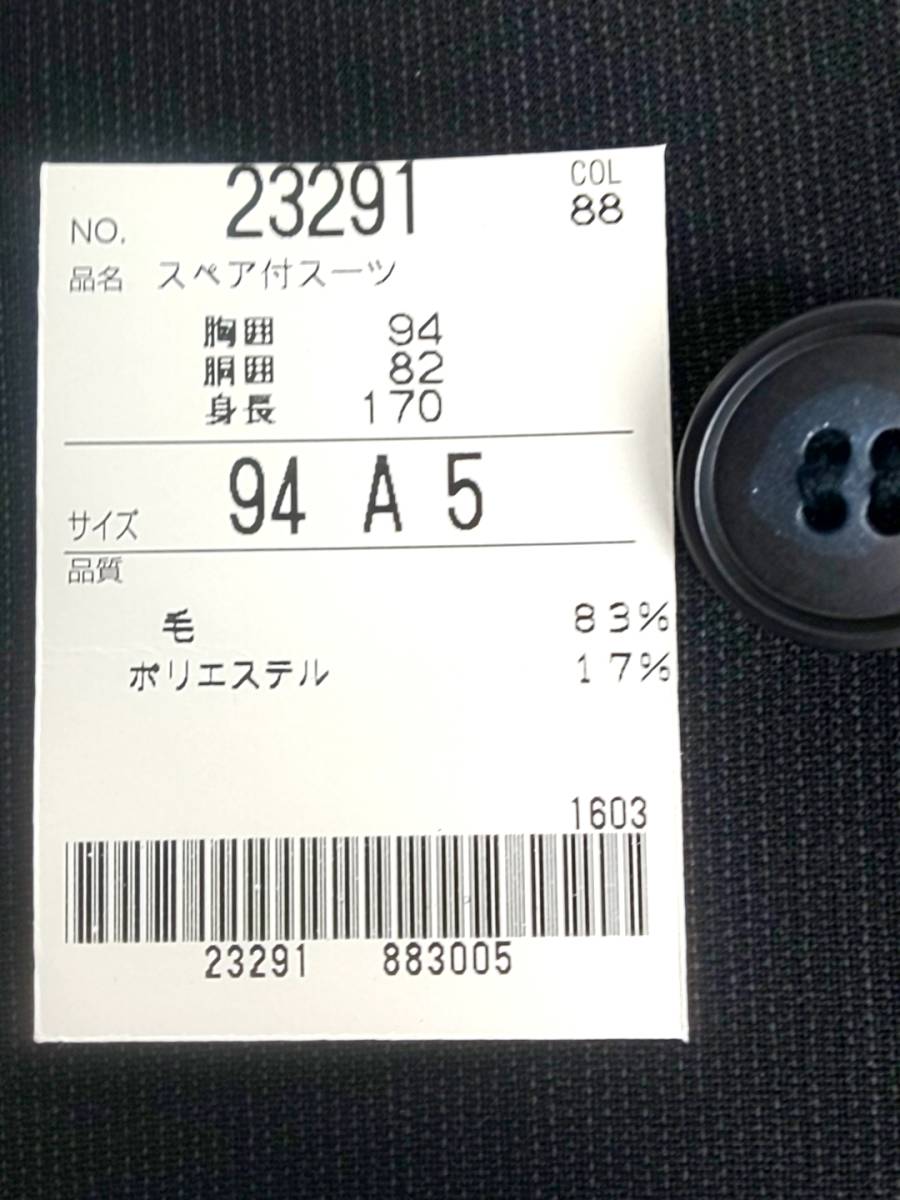 NO. 23291 COL 88
品名 スペア付スーツ
胸囲 94
胴囲 82
身長 170
サイズ 94 A 5
品質
毛 83%
ポリエステル 17%
1603
23291 883005